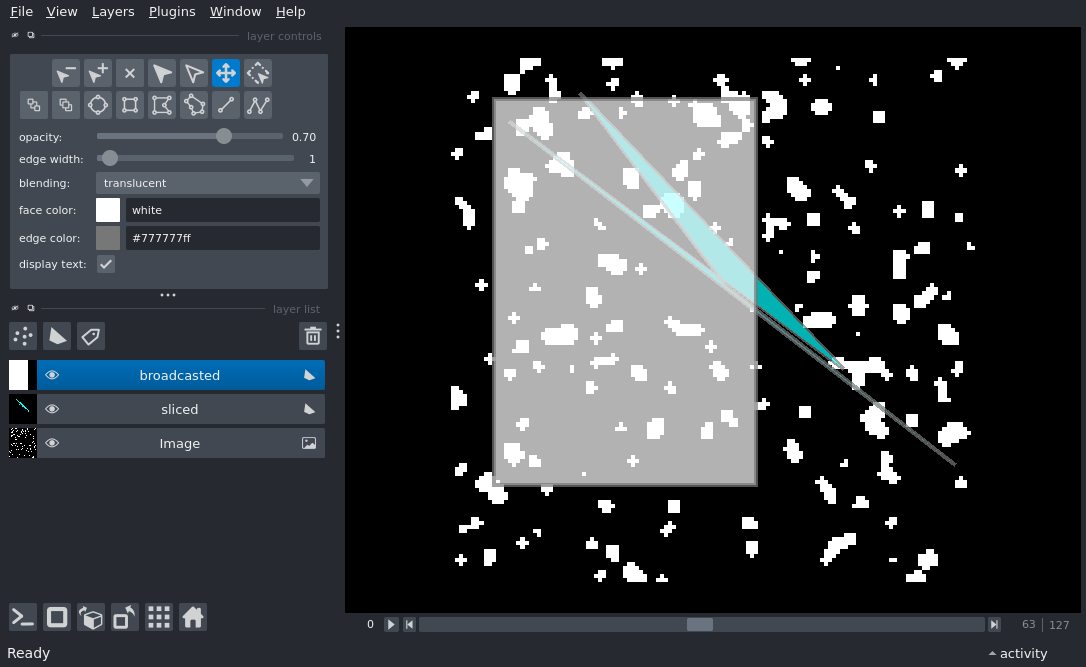 File View Layers Plugins Window Help
layer controls
opacity: 0.70
edge width: 1
blending: translucent
face color: white
edge color: #777777ff
display text:
layer list
broadcasted
sliced
Image
0 63 127
Ready activity